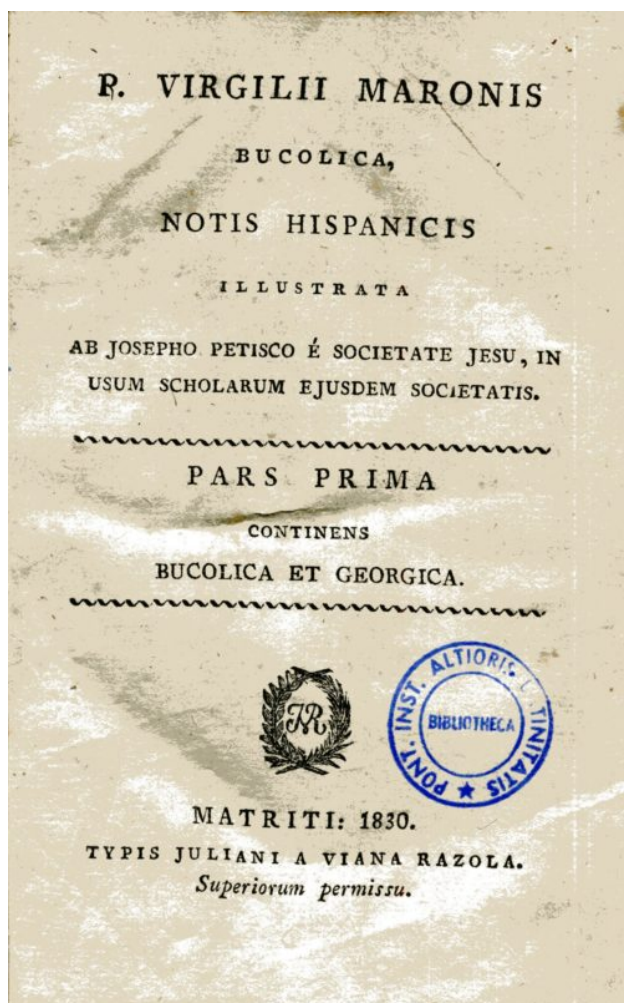 P. VIRGILII MARONIS
BUCOLICA,
NOTIS HISPANICIS
ILLUSTRATA
AB JOSEPHO PETISCO É SOCIETATE JESU, IN
USUM SCHOLARUM EJUSDEM SOCIETATIS.
PARS PRIMA
CONTINENS
BUCOLICA ET GEORGICA.
PONT. INST. ALTIORIS LATINITATIS
BIBLIOTHECA
MATRITI: 1830.
TYPIS JULIANI A VIANA RAZOLA.
Superiorum permissu.